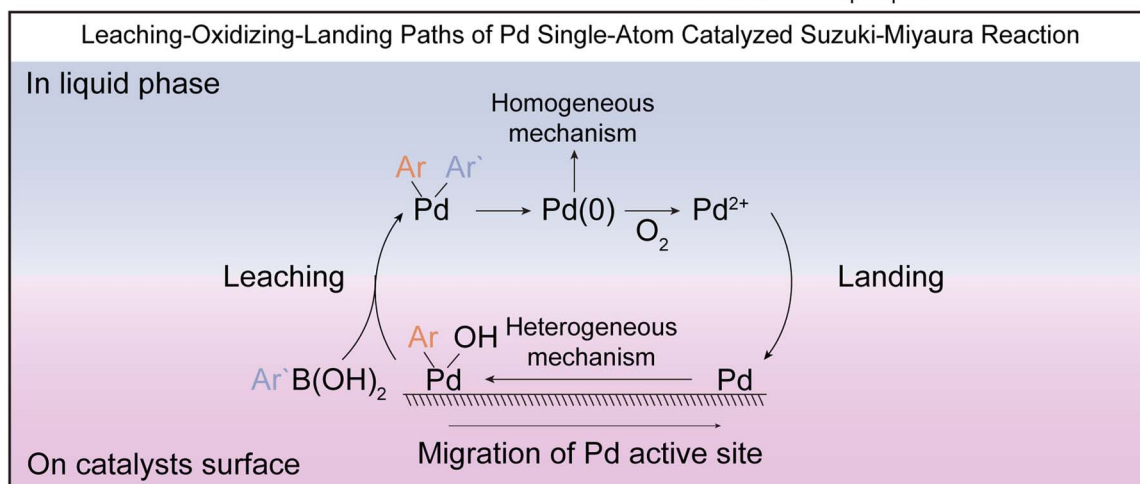 Leaching-Oxidizing-Landing Paths of Pd Single-Atom Catalyzed Suzuki-Miyaura Reaction
In liquid phase
Homogeneous
mechanism
Ar Ar`
Pd
Pd(0)
O2
Pd2+
Leaching
Landing
Ar OH
Heterogeneous
mechanism
Ar`B(OH)2
Pd
Pd
Migration of Pd active site
On catalysts surface